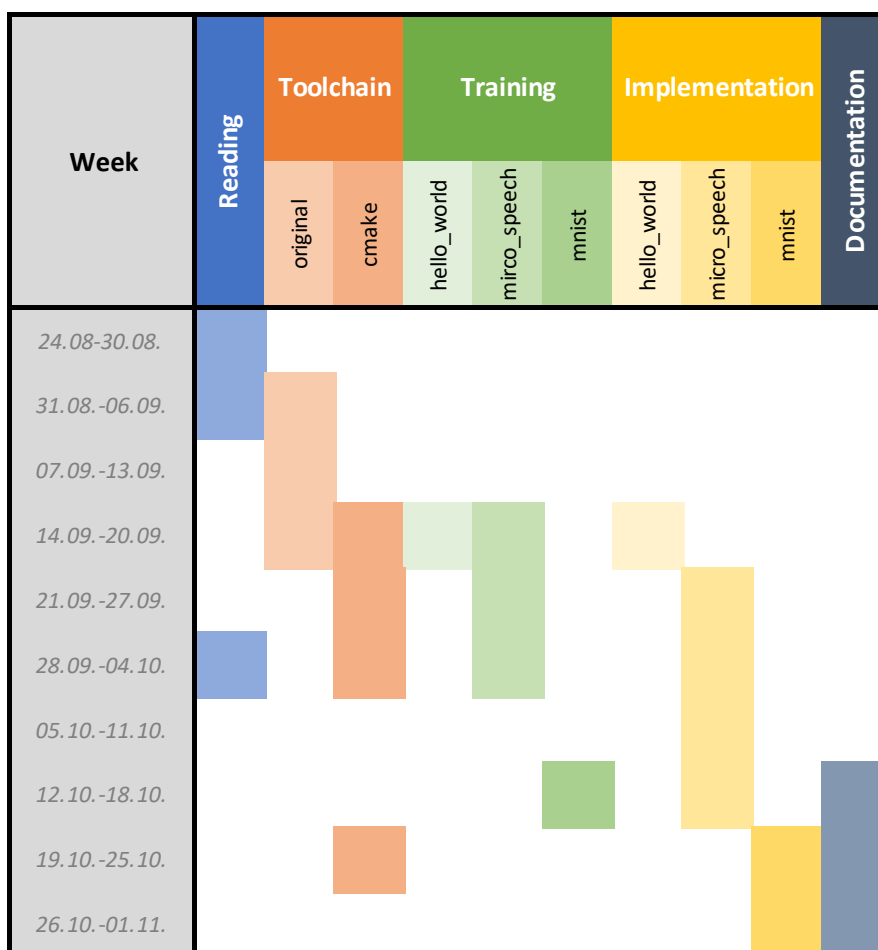 Week
Reading
Toolchain
Training
Implementation
Documentation
original
cmake
hello_world
mirco_speech
mnist
hello_world
micro_speech
mnist
24.08-30.08.
31.08.-06.09.
07.09.-13.09.
14.09.-20.09.
21.09.-27.09.
28.09.-04.10.
05.10.-11.10.
12.10.-18.10.
19.10.-25.10.
26.10.-01.11.